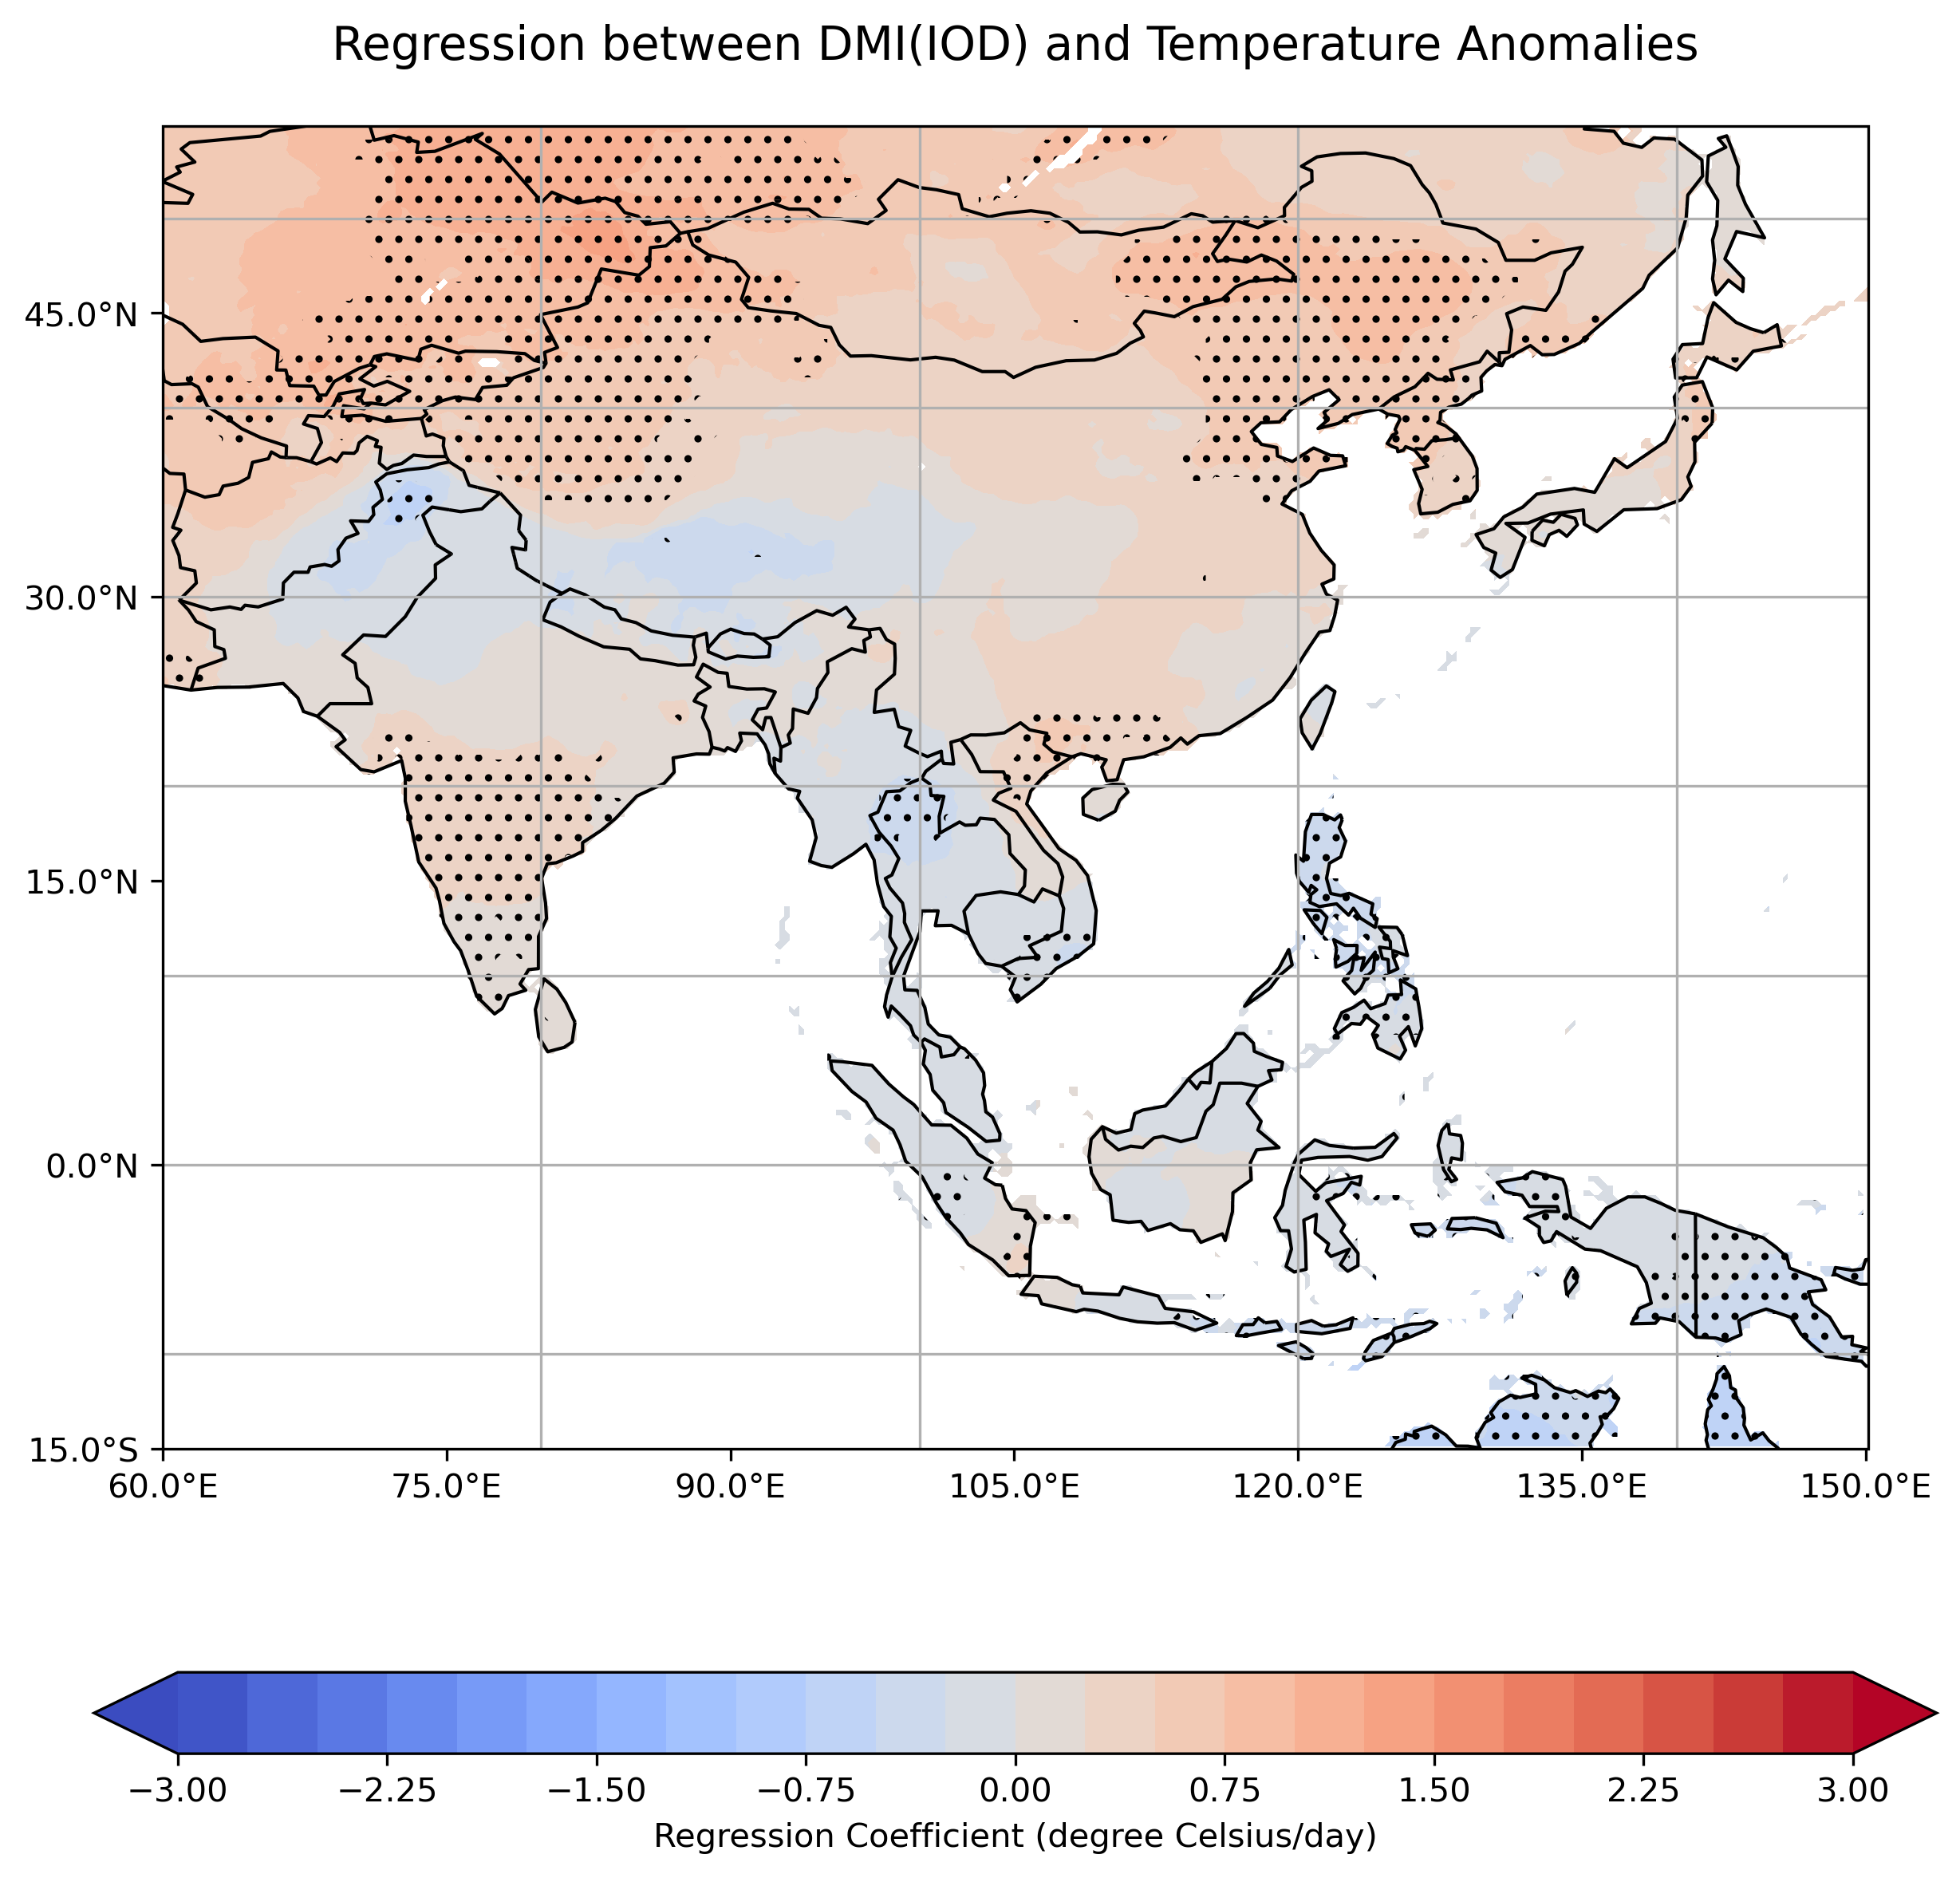 Regression between DMI(IOD) and Temperature Anomalies
45.0°N
30.0°N
15.0°N
0.0°N
15.0°S
60.0°E 75.0°E 90.0°E 105.0°E 120.0°E 135.0°E 150.0°E
−3.00 −2.25 −1.50 −0.75 0.00 0.75 1.50 2.25 3.00
Regression Coefficient (degree Celsius/day)